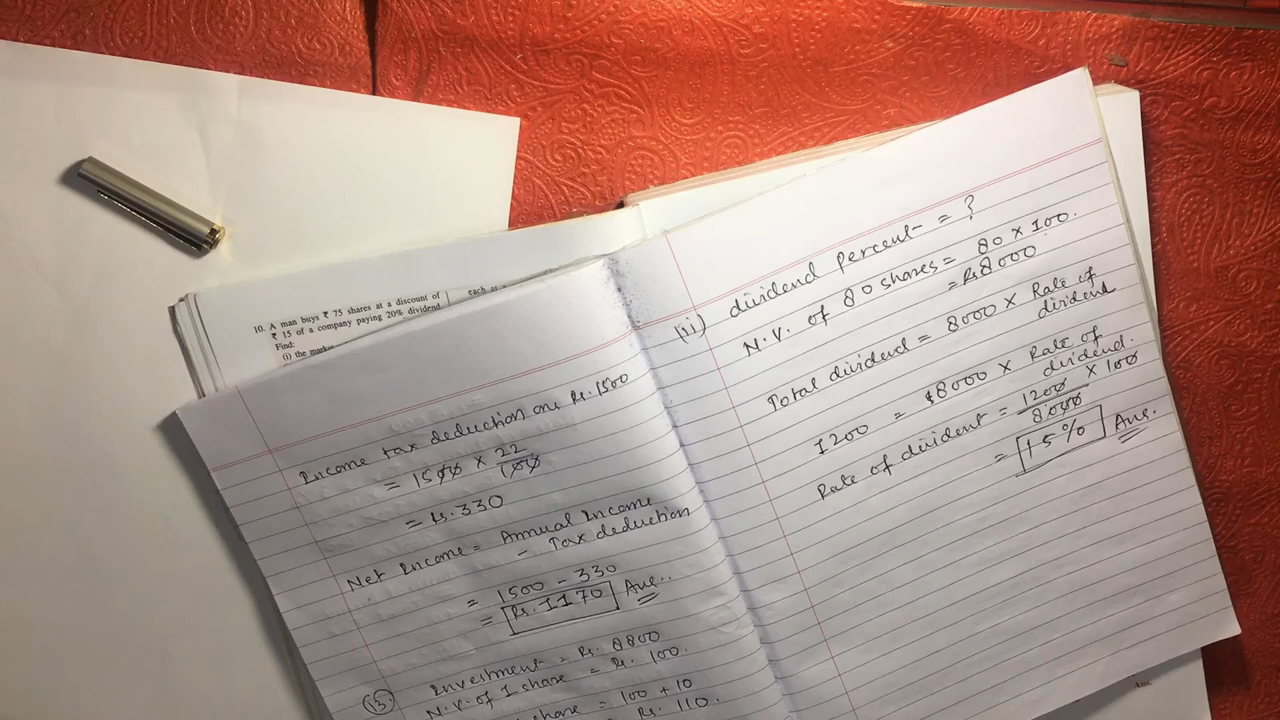 10. A man buys ₹ 75 shares at a discount of
₹ 15 of a company paying 20% dividend
Find:
(i) the
each
Income tax deduction on Rs. 1500
= 1500 × 22/100
= Rs. 330
Net Income = Annual Income
- Tax deduction
= 1500 - 330
= Rs. 1170 Ans..
(13) Investment = Rs. 8800
N.V. of 1 share = Rs. 100.
share = 100 + 10
Rs. 110.
(ii) dividend percent = ?
N.V. of 80 shares = 80 × 100.
= Rs 8000
Total dividend = 8000 × Rate of
dividend
1200 = 8000 × Rate of
dividend.
Rate of divident = 1200/8000 × 100
= 15% Ans.
Ans.